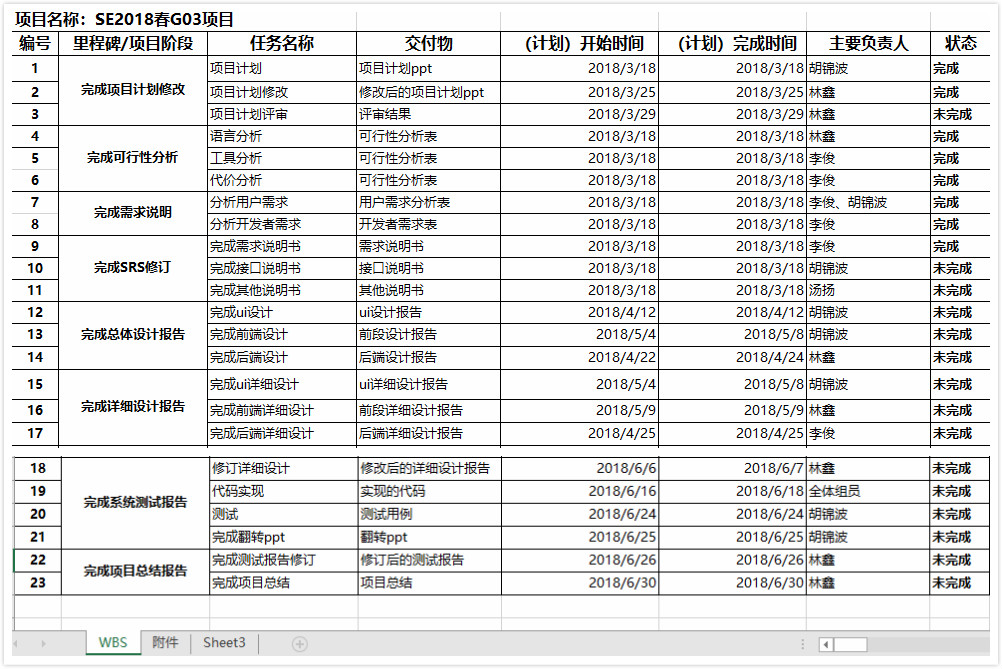 项目名称：SE2018春G03项目
编号 里程碑/项目阶段 任务名称 交付物 （计划）开始时间 （计划）完成时间 主要负责人 状态
1 完成项目计划修改 项目计划 项目计划ppt 2018/3/18 2018/3/18 胡锦波 完成
2 项目计划修改 修改后的项目计划ppt 2018/3/25 2018/3/25 林鑫 完成
3 项目计划评审 评审结果 2018/3/29 2018/3/29 林鑫 未完成
4 完成可行性分析 语言分析 可行性分析表 2018/3/18 2018/3/18 林鑫 完成
5 工具分析 可行性分析表 2018/3/18 2018/3/18 李俊 完成
6 代价分析 可行性分析表 2018/3/18 2018/3/18 李俊 完成
7 完成需求说明 分析用户需求 用户需求分析表 2018/3/18 2018/3/18 李俊、胡锦波 完成
8 分析开发者需求 开发者需求表 2018/3/18 2018/3/18 李俊 完成
9 完成SRS修订 完成需求说明书 需求说明书 2018/3/18 2018/3/18 李俊 完成
10 完成接口说明书 接口说明书 2018/3/18 2018/3/18 胡锦波 未完成
11 完成其他说明书 其他说明书 2018/3/18 2018/3/18 汤扬 未完成
12 完成总体设计报告 完成ui设计 ui设计报告 2018/4/12 2018/4/12 胡锦波 未完成
13 完成前端设计 前段设计报告 2018/5/4 2018/5/8 胡锦波 未完成
14 完成后端设计 后端设计报告 2018/4/22 2018/4/24 林鑫 未完成
15 完成详细设计报告 完成ui详细设计 ui详细设计报告 2018/5/4 2018/5/8 胡锦波 未完成
16 完成前端详细设计 前段详细设计报告 2018/5/9 2018/5/9 林鑫 未完成
17 完成后端详细设计 后端详细设计报告 2018/4/25 2018/4/25 李俊 未完成
18 完成系统测试报告 修订详细设计 修改后的详细设计报告 2018/6/6 2018/6/7 林鑫 未完成
19 代码实现 实现的代码 2018/6/16 2018/6/18 全体组员 未完成
20 测试 测试用例 2018/6/24 2018/6/24 胡锦波 未完成
21 完成翻转ppt 翻转ppt 2018/6/25 2018/6/25 胡锦波 未完成
22 完成项目总结报告 完成测试报告修订 修订后的测试报告 2018/6/26 2018/6/26 林鑫 未完成
23 完成项目总结 项目总结 2018/6/30 2018/6/30 林鑫 未完成
WBS 附件 Sheet3